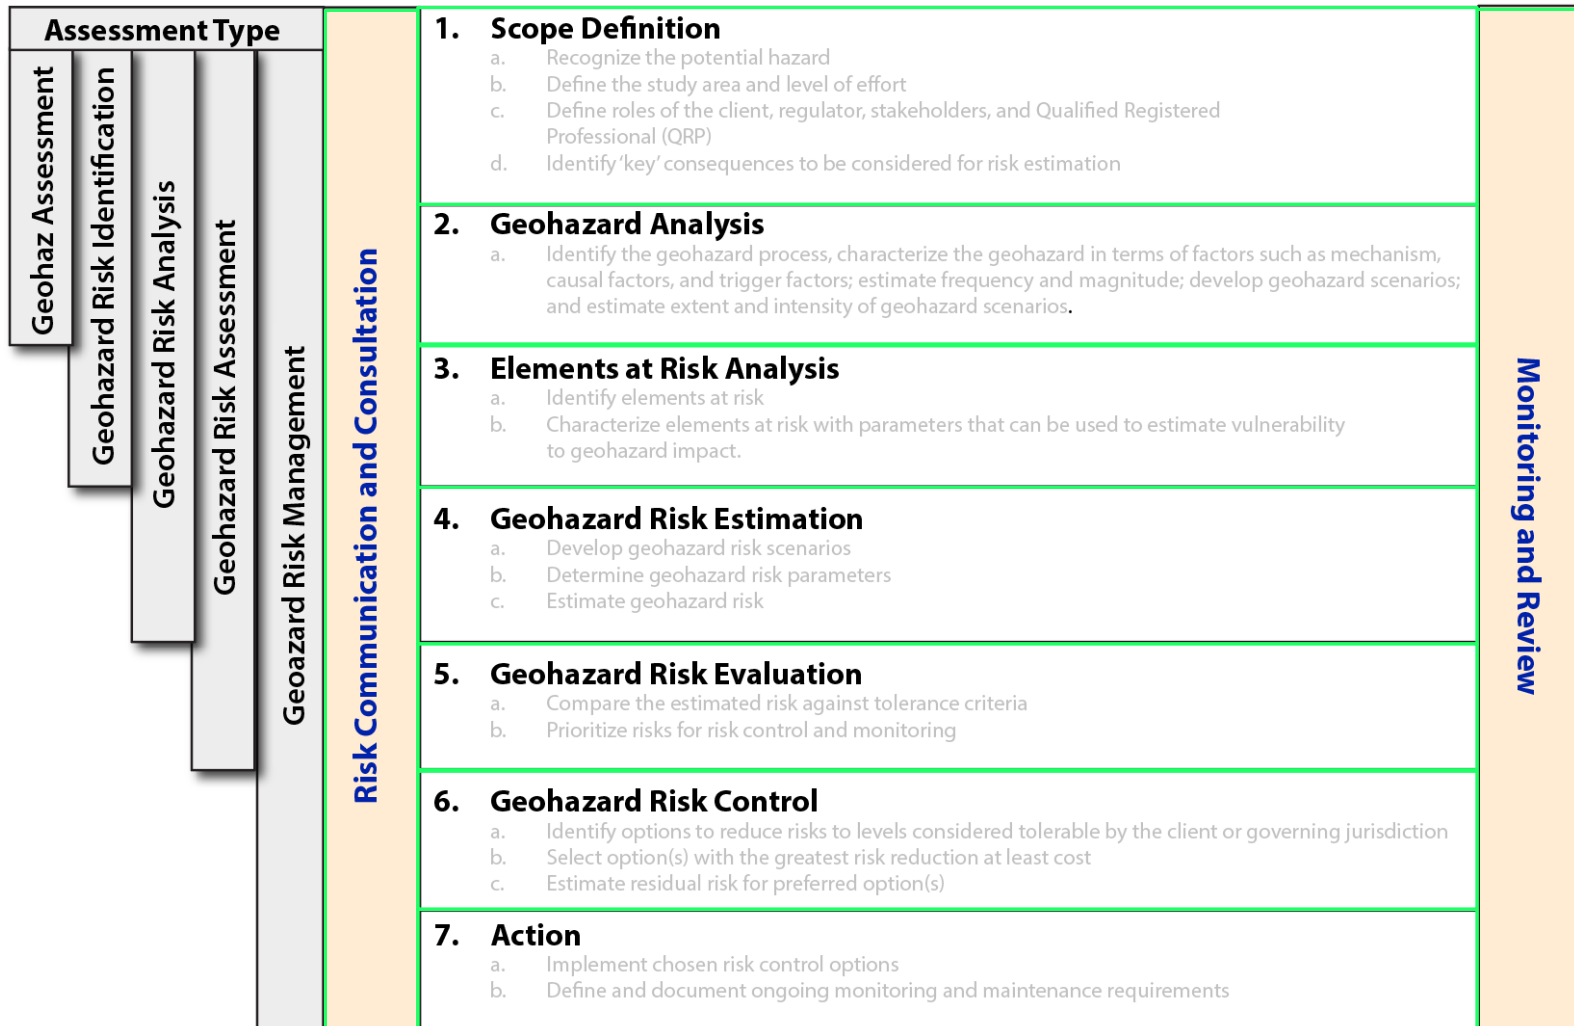 Assessment Type
Geohaz Assessment
Geohazard Risk Identification
Geohazard Risk Analysis
Geohazard Risk Assessment
Geoazard Risk Management
Risk Communication and Consultation
1. Scope Definition
a. Recognize the potential hazard
b. Define the study area and level of effort
c. Define roles of the client, regulator, stakeholders, and Qualified Registered
Professional (QRP)
d. Identify ‘key’ consequences to be considered for risk estimation
2. Geohazard Analysis
a. Identify the geohazard process, characterize the geohazard in terms of factors such as mechanism,
causal factors, and trigger factors; estimate frequency and magnitude; develop geohazard scenarios;
and estimate extent and intensity of geohazard scenarios.
3. Elements at Risk Analysis
a. Identify elements at risk
b. Characterize elements at risk with parameters that can be used to estimate vulnerability
to geohazard impact.
4. Geohazard Risk Estimation
a. Develop geohazard risk scenarios
b. Determine geohazard risk parameters
c. Estimate geohazard risk
5. Geohazard Risk Evaluation
a. Compare the estimated risk against tolerance criteria
b. Prioritize risks for risk control and monitoring
6. Geohazard Risk Control
a. Identify options to reduce risks to levels considered tolerable by the client or governing jurisdiction
b. Select option(s) with the greatest risk reduction at least cost
c. Estimate residual risk for preferred option(s)
7. Action
a. Implement chosen risk control options
b. Define and document ongoing monitoring and maintenance requirements
Monitoring and Review